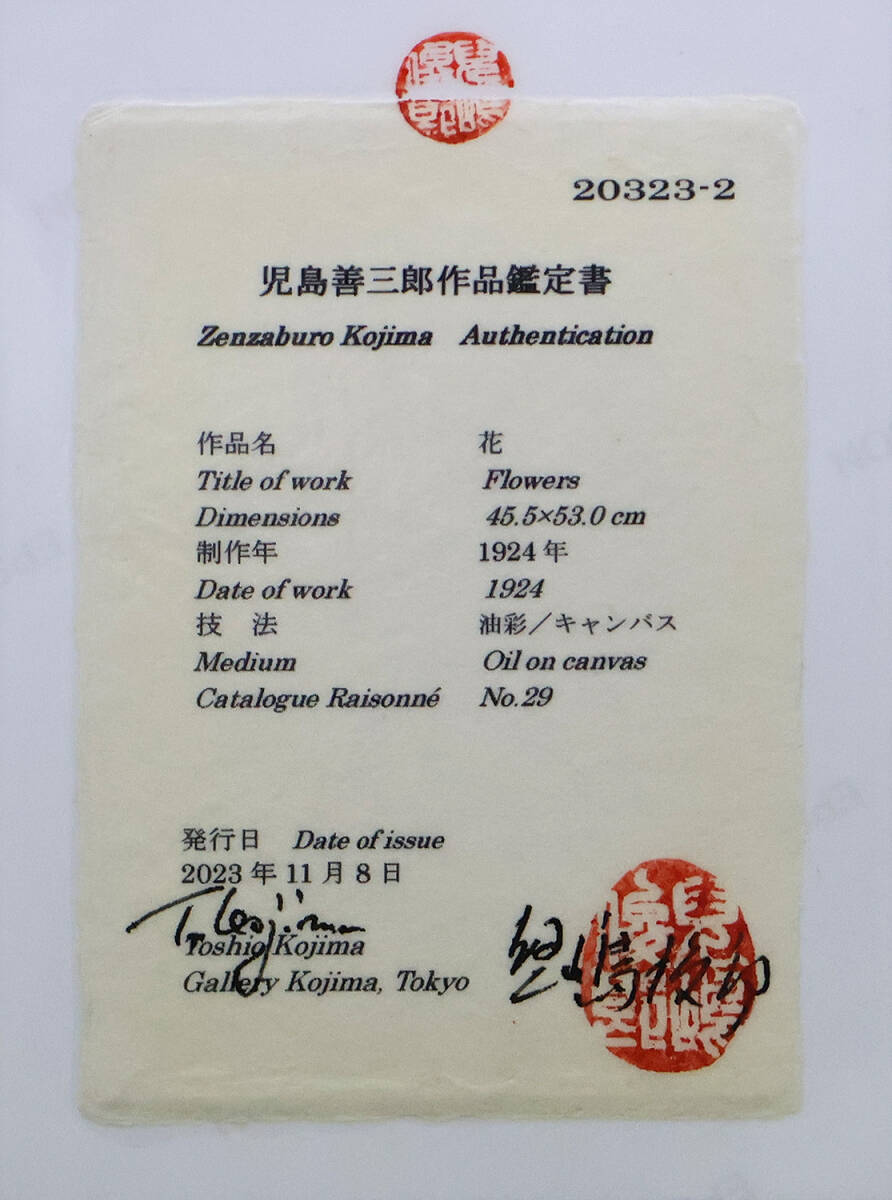 20323-2
児島善三郎作品鑑定書
Zenzaburo Kojima Authentication
作品名 花
Title of work Flowers
Dimensions 45.5×53.0 cm
制作年 1924年
Date of work 1924
技 法 油彩／キャンバス
Medium Oil on canvas
Catalogue Raisonné No.29
発行日 Date of issue
2023年11月8日
T. Kojima
Toshio Kojima
Gallery Kojima, Tokyo